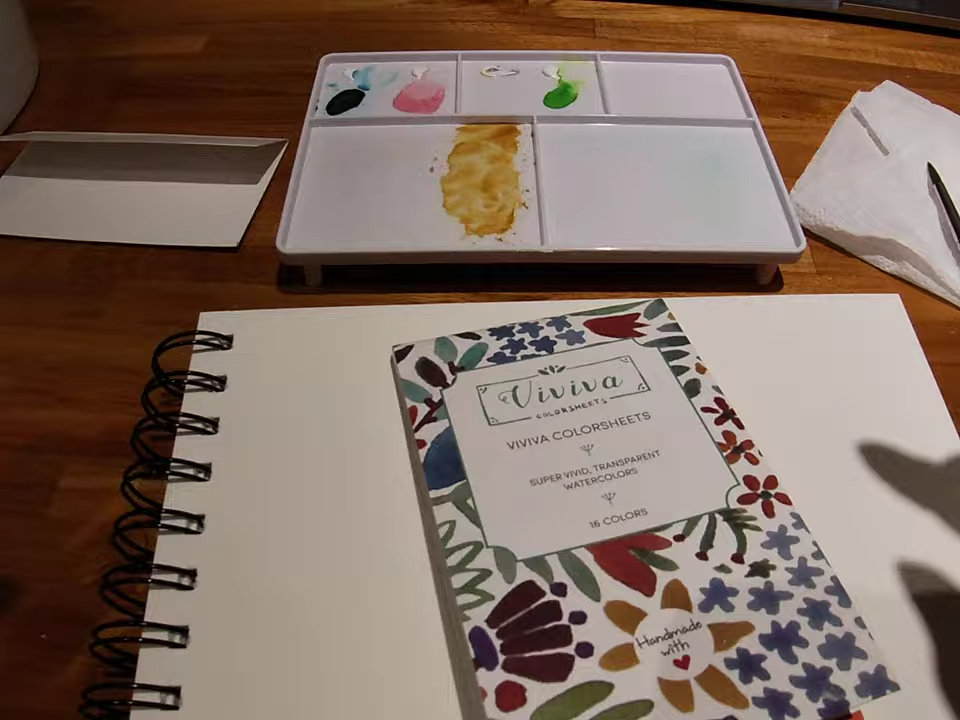 Viviva
COLORSHEETS
VIVIVA COLORSHEETS
SUPER VIVID, TRANSPARENT
WATERCOLORS
16 COLORS
Handmade
with